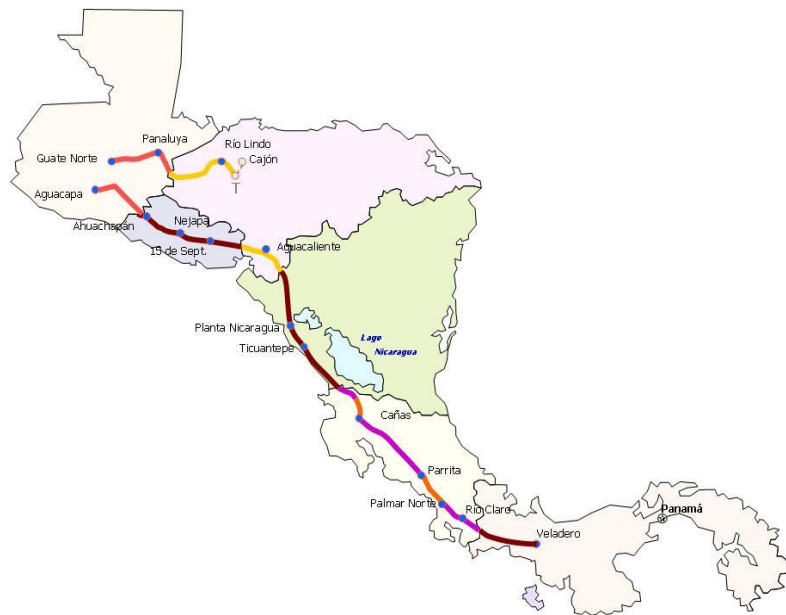 Panaluya
Río Lindo
Guate Norte
Cajón
T
Aguacapa
Ahuachapán
Nejapa
15 de Sept.
Aguacaliente
Planta Nicaragua
Lago
Nicaragua
Ticuantepe
Cañas
Parrita
Palmar Norte
Río Claro
Panamá
Veladero